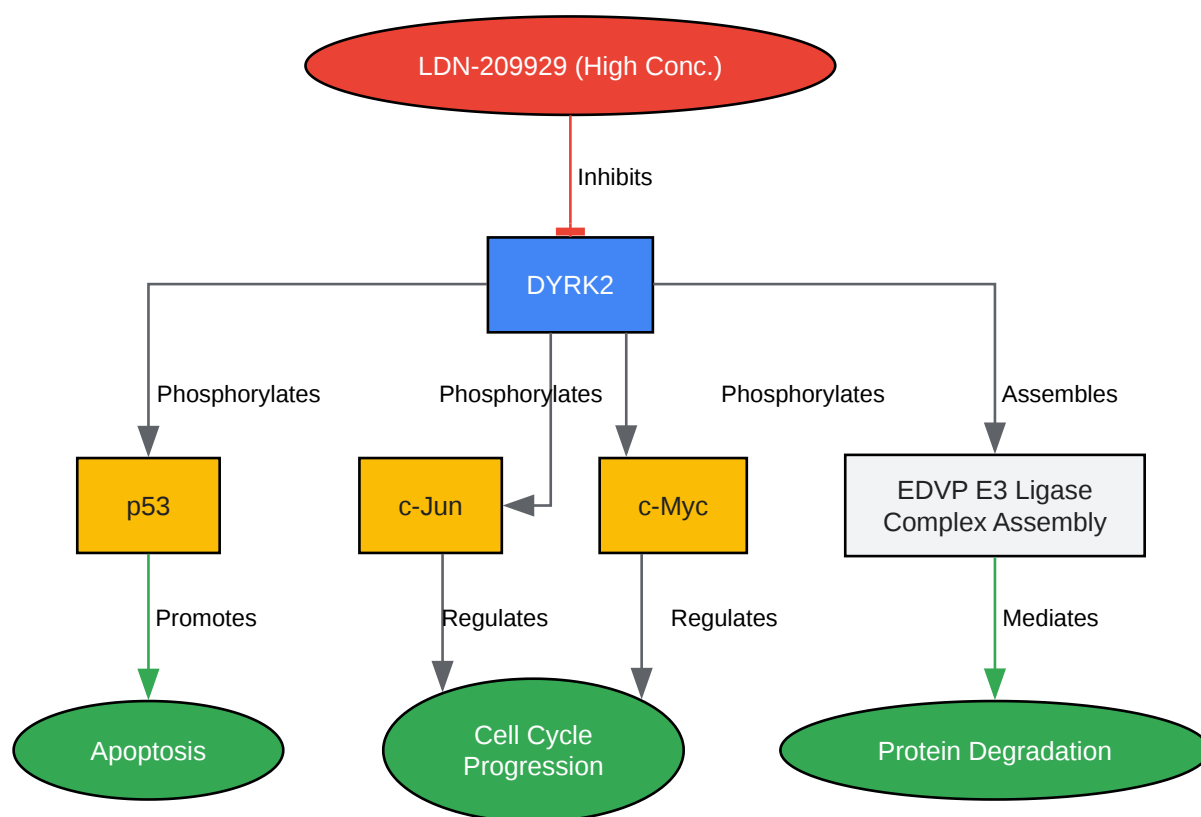 LDN-209929 (High Conc.)
Inhibits
DYRK2
Phosphorylates
Phosphorylates
Phosphorylates
Assembles
p53
c-Jun
c-Myc
EDVP E3 Ligase
Complex Assembly
Promotes
Regulates
Regulates
Mediates
Apoptosis
Cell Cycle
Progression
Protein Degradation